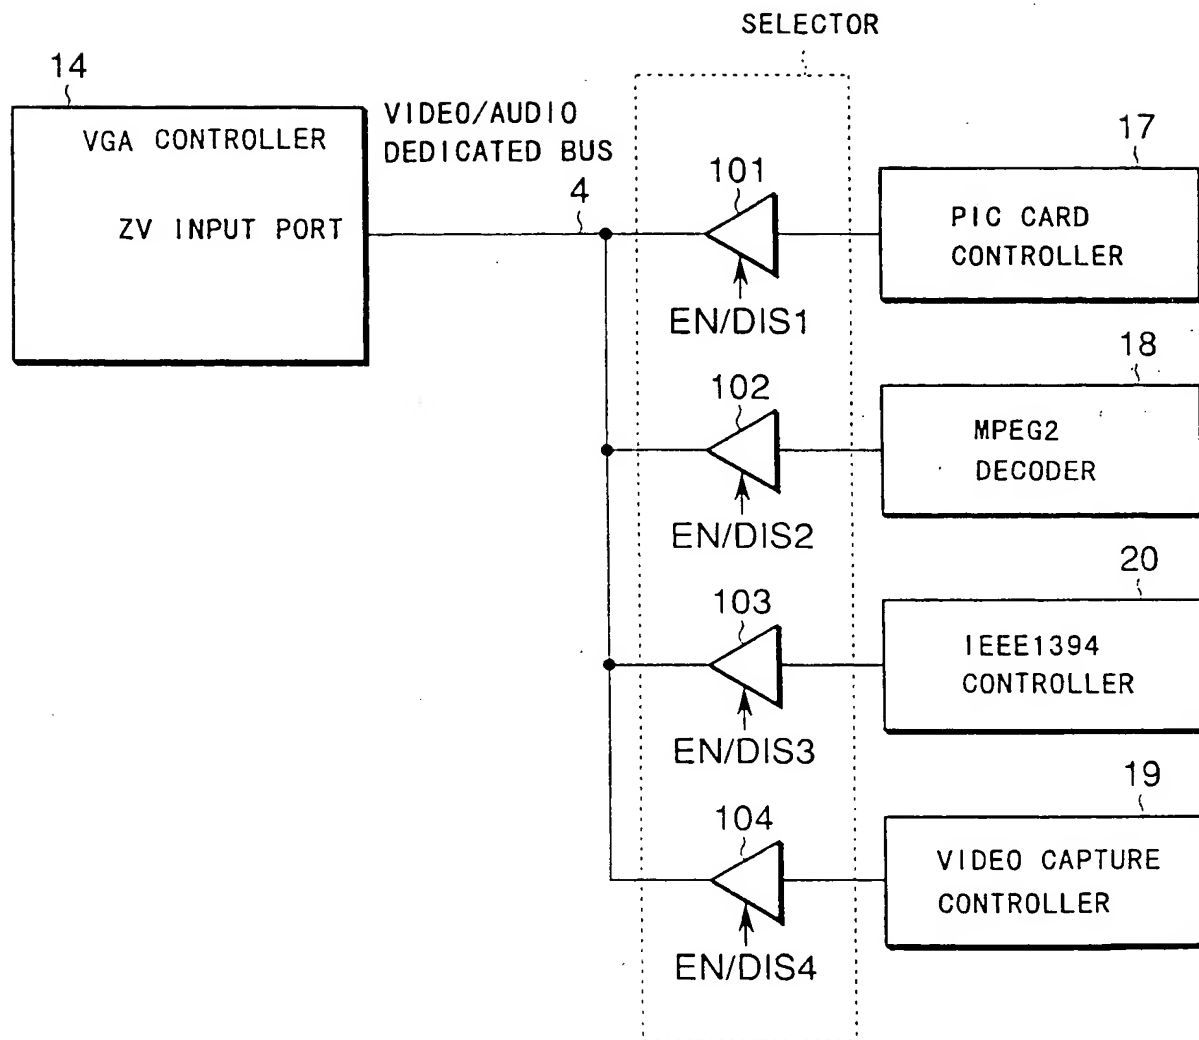 SELECTOR
14
VGA CONTROLLER
ZV INPUT PORT
VIDEO/AUDIO
DEDICATED BUS
4
101
EN/DIS1
17
PIC CARD
CONTROLLER
102
EN/DIS2
18
MPEG2
DECODER
103
EN/DIS3
20
IEEE1394
CONTROLLER
104
EN/DIS4
19
VIDEO CAPTURE
CONTROLLER